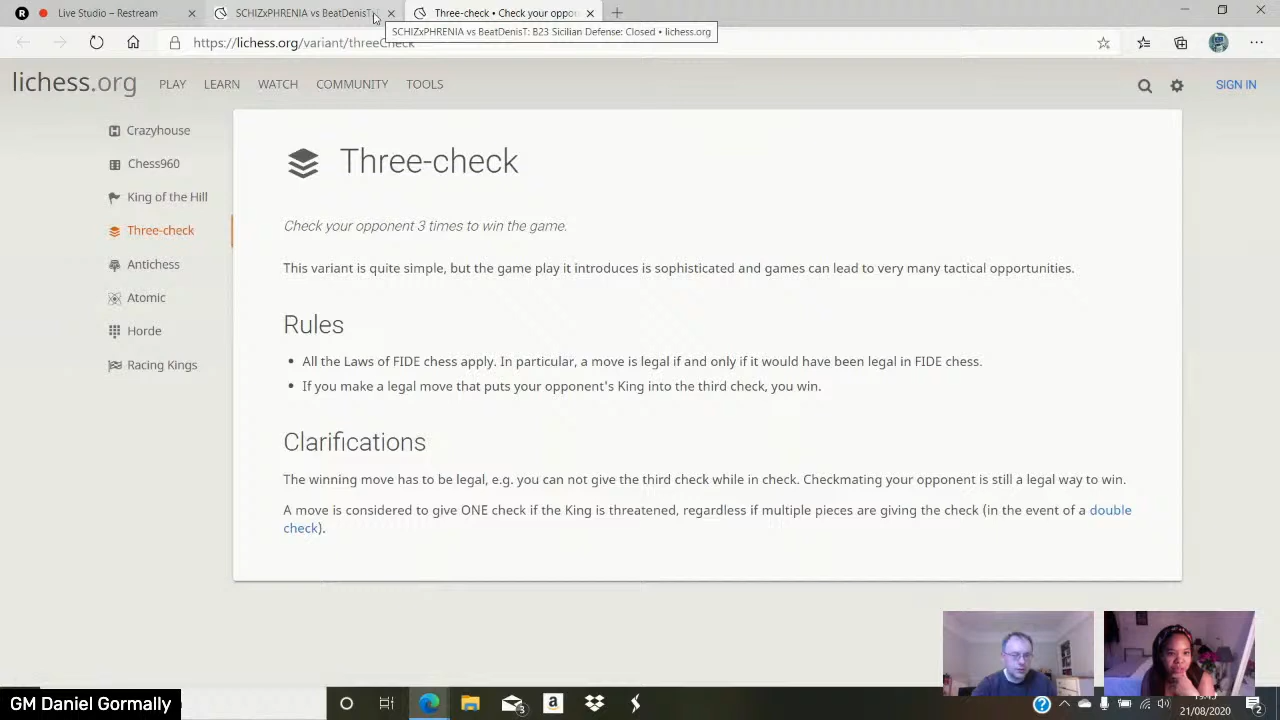 Live Studio – Restream
SCHIZxPHRENIA vs BeatDenisT:
Three-check • Check your oppon
SCHIZxPHRENIA vs BeatDenisT: B23 Sicilian Defense: Closed • lichess.org
https://lichess.org/variant/threeCheck
lichess.org
PLAY
LEARN
WATCH
COMMUNITY
TOOLS
SIGN IN
Crazyhouse
Chess960
King of the Hill
Three-check
Antichess
Atomic
Horde
Racing Kings
Three-check
Check your opponent 3 times to win the game.
This variant is quite simple, but the game play it introduces is sophisticated and games can lead to very many tactical opportunities.
Rules
All the Laws of FIDE chess apply. In particular, a move is legal if and only if it would have been legal in FIDE chess.
If you make a legal move that puts your opponent's King into the third check, you win.
Clarifications
The winning move has to be legal, e.g. you can not give the third check while in check. Checkmating your opponent is still a legal way to win.
A move is considered to give ONE check if the King is threatened, regardless if multiple pieces are giving the check (in the event of a double
check).
GM Daniel Gormally
21/08/2020